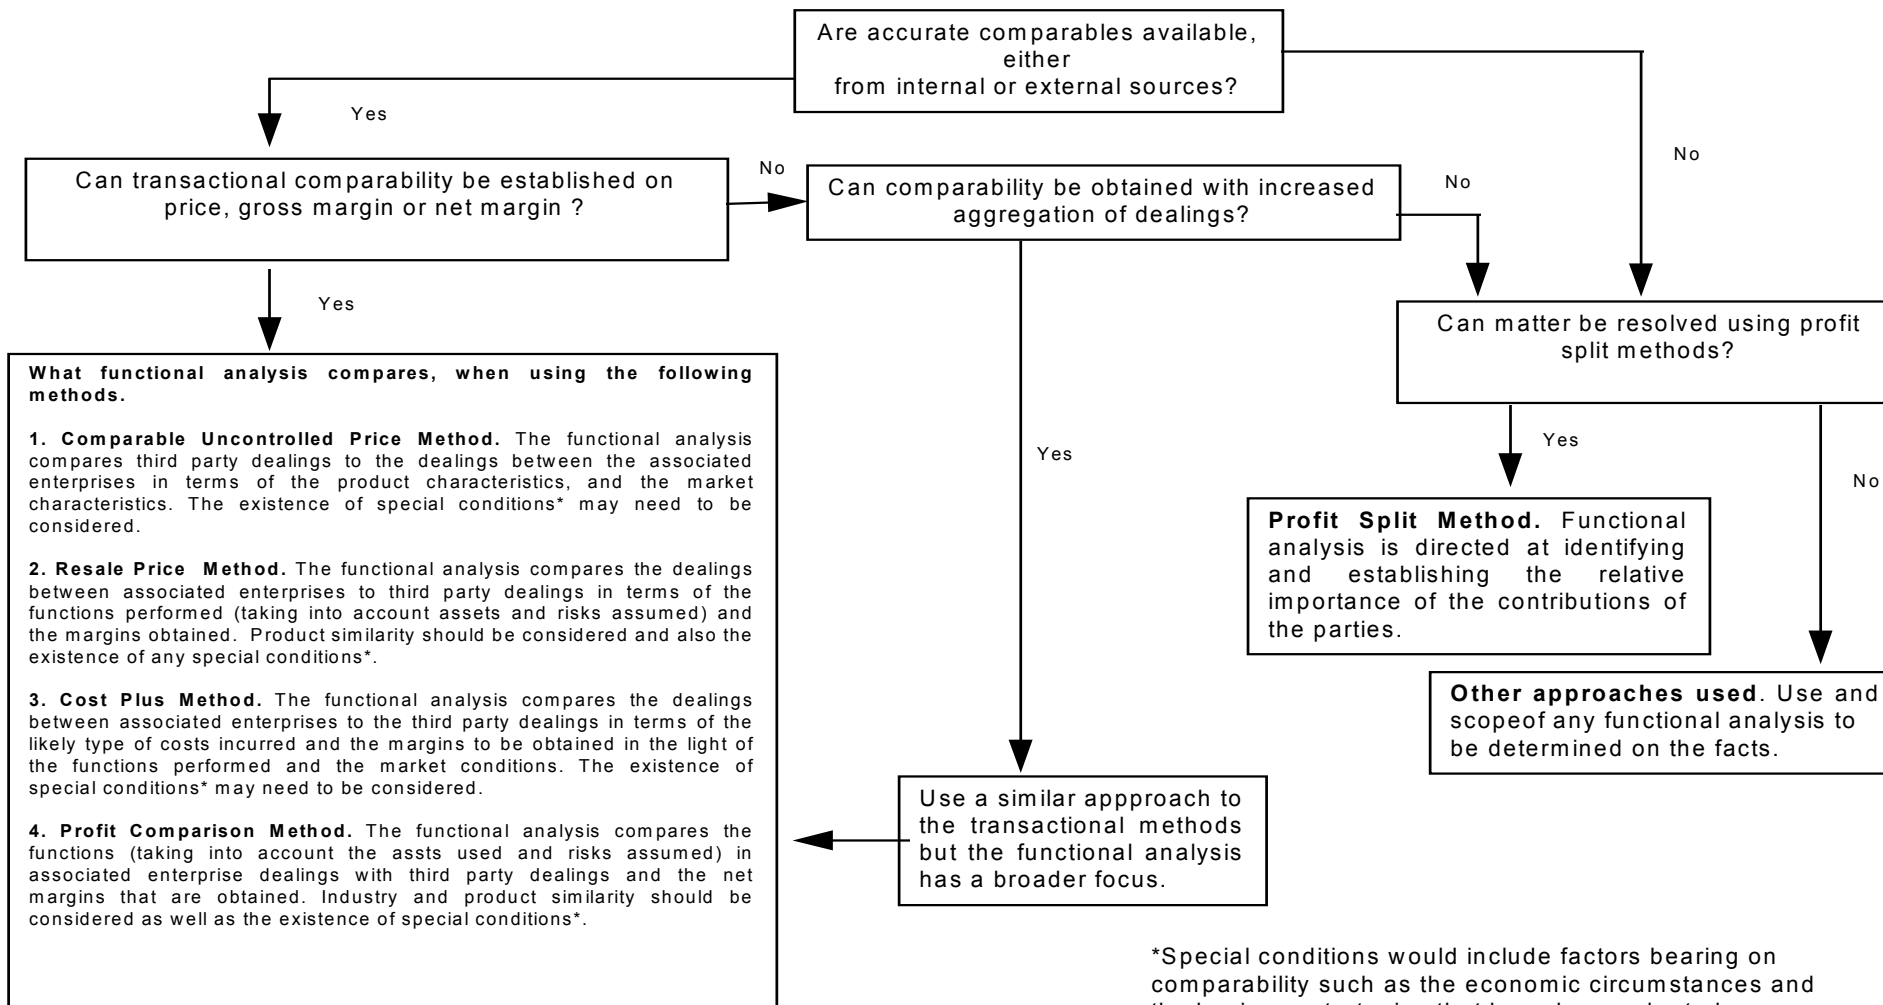 Are accurate comparables available,
either
from internal or external sources?
Yes
No
Can transactional comparability be established on
price, gross margin or net margin ?
No
Can comparability be obtained with increased
aggregation of dealings?
No
Yes
Can matter be resolved using profit
split methods?
What functional analysis compares, when using the following
methods.
1. Comparable Uncontrolled Price Method. The functional analysis
compares third party dealings to the dealings between the associated
enterprises in terms of the product characteristics, and the market
characteristics. The existence of special conditions* may need to be
considered.
2. Resale Price Method. The functional analysis compares the dealings
between associated enterprises to third party dealings in terms of the
functions performed (taking into account assets and risks assumed) and
the margins obtained. Product similarity should be considered and also the
existence of any special conditions*.
3. Cost Plus Method. The functional analysis compares the dealings
between associated enterprises to the third party dealings in terms of the
likely type of costs incurred and the margins to be obtained in the light of
the functions performed and the market conditions. The existence of
special conditions* may need to be considered.
4. Profit Comparison Method. The functional analysis compares the
functions (taking into account the assts used and risks assumed) in
associated enterprise dealings with third party dealings and the net
margins that are obtained. Industry and product similarity should be
considered as well as the existence of special conditions*.
Yes
Yes
No
Profit Split Method. Functional
analysis is directed at identifying
and establishing the relative
importance of the contributions of
the parties.
Other approaches used. Use and
scopeof any functional analysis to
be determined on the facts.
Use a similar appproach to
the transactional methods
but the functional analysis
has a broader focus.
*Special conditions would include factors bearing on
comparability such as the economic circumstances and